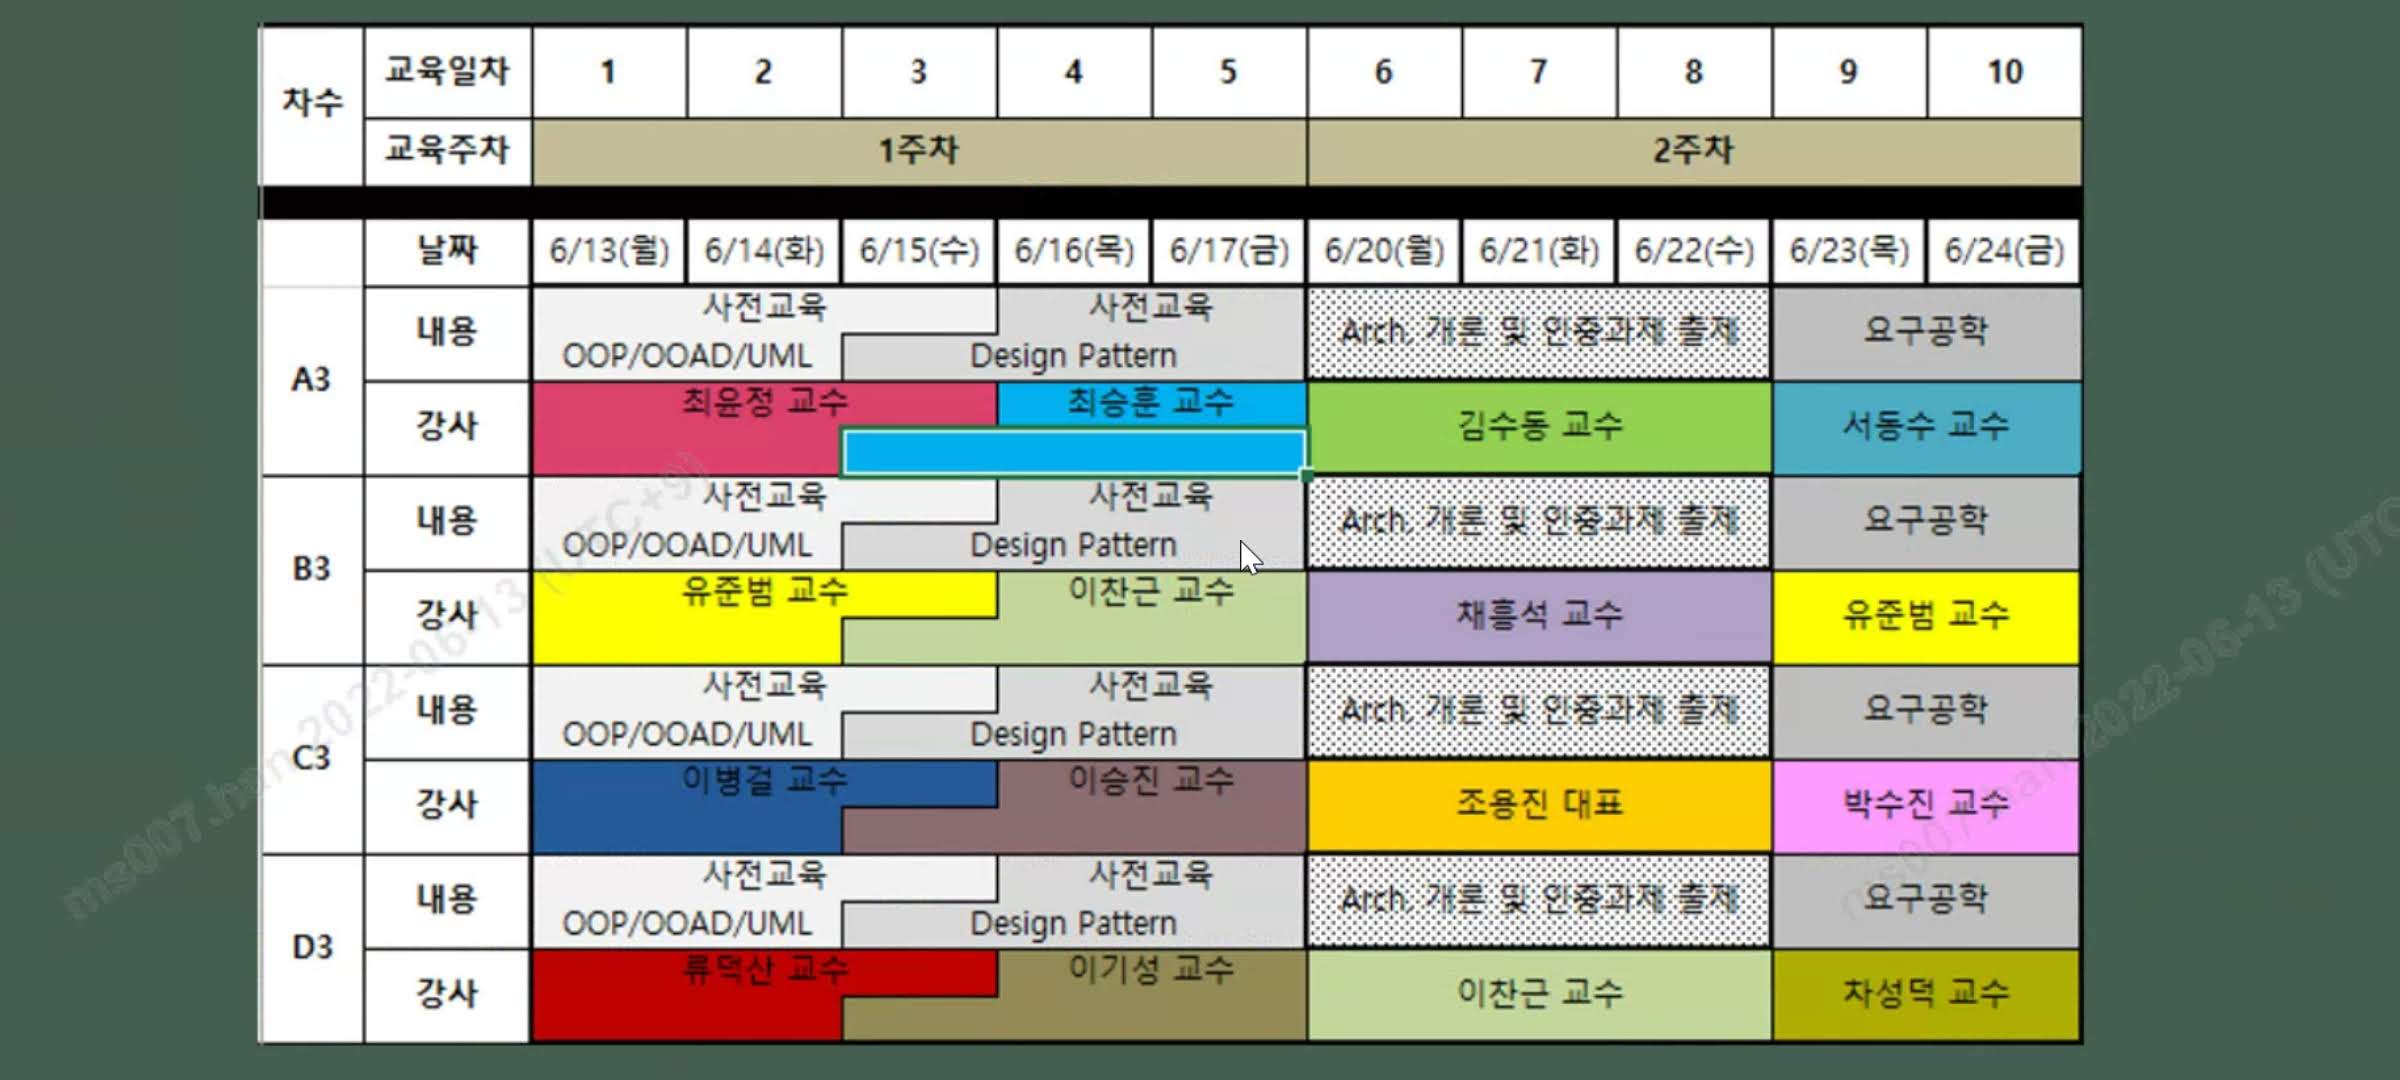 차수 교육일차 1 2 3 4 5 6 7 8 9 10
교육주차 1주차 2주차
날짜 6/13(월) 6/14(화) 6/15(수) 6/16(목) 6/17(금) 6/20(월) 6/21(화) 6/22(수) 6/23(목) 6/24(금)
A3
내용 사전교육 사전교육 Arch. 개론 및 인증과제 출제 요구공학
OOP/OOAD/UML Design Pattern
강사 최윤정 교수 최승훈 교수 김수동 교수 서동수 교수
B3
내용 사전교육 사전교육 Arch. 개론 및 인증과제 출제 요구공학
OOP/OOAD/UML Design Pattern
강사 유준범 교수 이찬근 교수 채흥석 교수 유준범 교수
C3
내용 사전교육 사전교육 Arch. 개론 및 인증과제 출제 요구공학
OOP/OOAD/UML Design Pattern
강사 이병걸 교수 이승진 교수 조용진 대표 박수진 교수
D3
내용 사전교육 사전교육 Arch. 개론 및 인증과제 출제 요구공학
OOP/OOAD/UML Design Pattern
강사 류덕산 교수 이기성 교수 이찬근 교수 차성덕 교수
ms007.han 2022-06-13 (UTC+9)
ms007.han 2022-06-13 (UTC